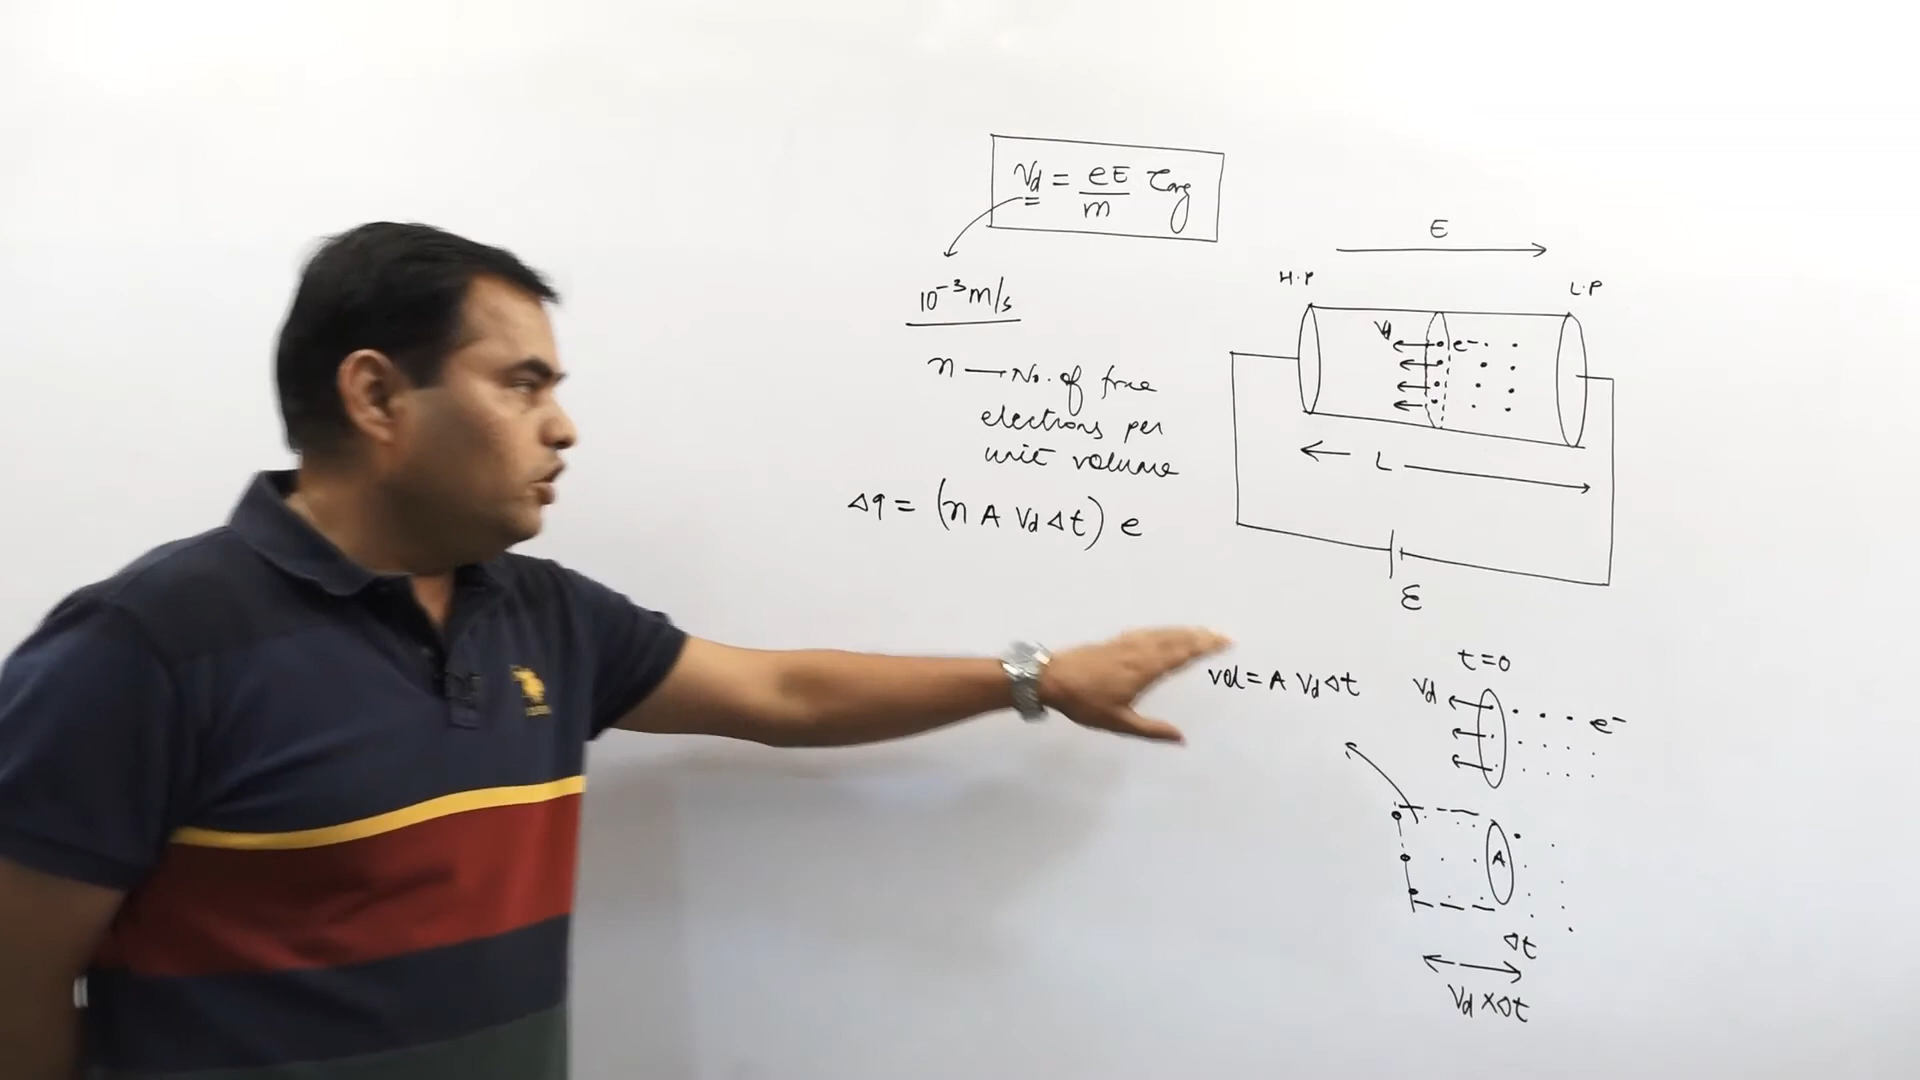 Vd = eE/m τavg
10⁻³ m/s
n → No. of free
electrons per
unit volume
Δq = (n A Vd Δt) e
E
H.P
L.P
Vd
e⁻
L
ε
vol = A Vd Δt
t=0
Vd
e⁻
A
Δt
Vd × Δt